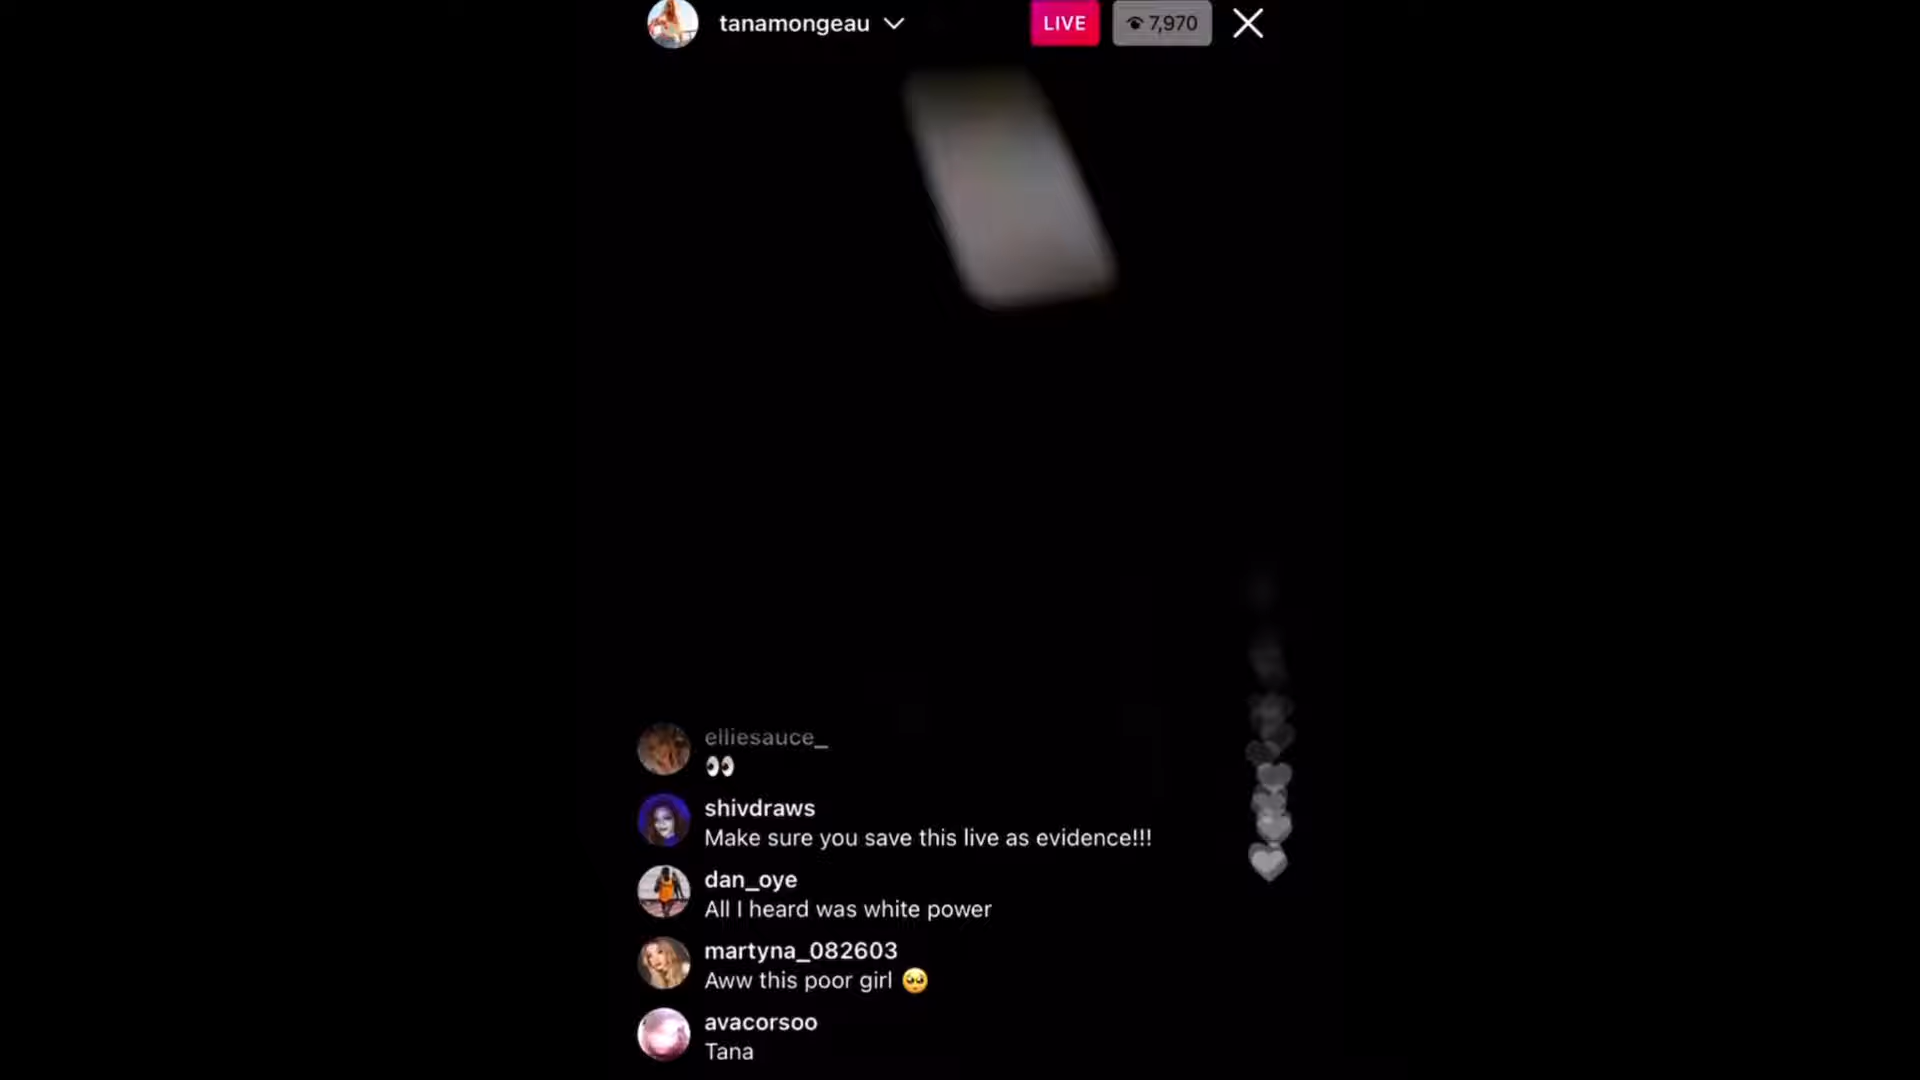 tanamongeau
LIVE
7,970
elliesauce_
👀
shivdraws
Make sure you save this live as evidence!!!
dan_oye
All I heard was white power
martyna_082603
Aww this poor girl 🥺
avacorsoo
Tana